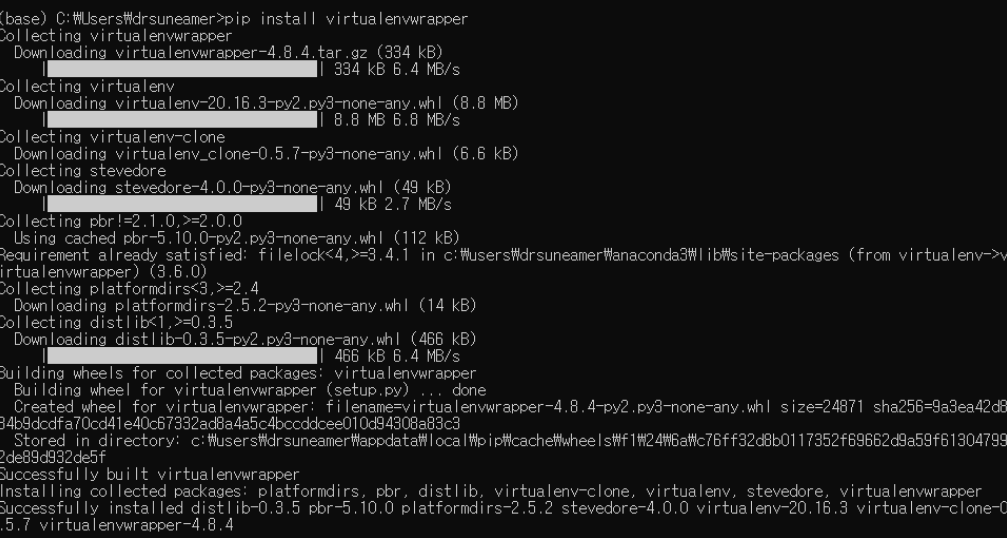 (base) C:₩Users₩drsuneamer>pip install virtualenvwrapper
Collecting virtualenvwrapper
Downloading virtualenvwrapper-4.8.4.tar.gz (334 kB)
| 334 kB 6.4 MB/s
Collecting virtualenv
Downloading virtualenv-20.16.3-py2.py3-none-any.whl (8.8 MB)
| 8.8 MB 6.8 MB/s
Collecting virtualenv-clone
Downloading virtualenv_clone-0.5.7-py3-none-any.whl (6.6 kB)
Collecting stevedore
Downloading stevedore-4.0.0-py3-none-any.whl (49 kB)
| 49 kB 2.7 MB/s
Collecting pbr!=2.1.0,>=2.0.0
Using cached pbr-5.10.0-py2.py3-none-any.whl (112 kB)
Requirement already satisfied: filelock<4,>=3.4.1 in c:₩users₩drsuneamer₩anaconda3₩lib₩site-packages (from virtualenv->v
irtualenvwrapper) (3.6.0)
Collecting platformdirs<3,>=2.4
Downloading platformdirs-2.5.2-py3-none-any.whl (14 kB)
Collecting distlib<1,>=0.3.5
Downloading distlib-0.3.5-py2.py3-none-any.whl (466 kB)
| 466 kB 6.4 MB/s
Building wheels for collected packages: virtualenvwrapper
Building wheel for virtualenvwrapper (setup.py) ... done
Created wheel for virtualenvwrapper: filename=virtualenvwrapper-4.8.4-py2.py3-none-any.whl size=24871 sha256=9a3ea42d8
34b9dcdfa70cd41e40c67332ad8a4a5c4bccddcee010d94308a83c3
Stored in directory: c:₩users₩drsuneamer₩appdata₩local₩pip₩cache₩wheels₩f1₩24₩6a₩c76ff32d8b0117352f69662d9a59f61304799
2de89d932de5f
Successfully built virtualenvwrapper
Installing collected packages: platformdirs, pbr, distlib, virtualenv-clone, virtualenv, stevedore, virtualenvwrapper
Successfully installed distlib-0.3.5 pbr-5.10.0 platformdirs-2.5.2 stevedore-4.0.0 virtualenv-20.16.3 virtualenv-clone-0
.5.7 virtualenvwrapper-4.8.4